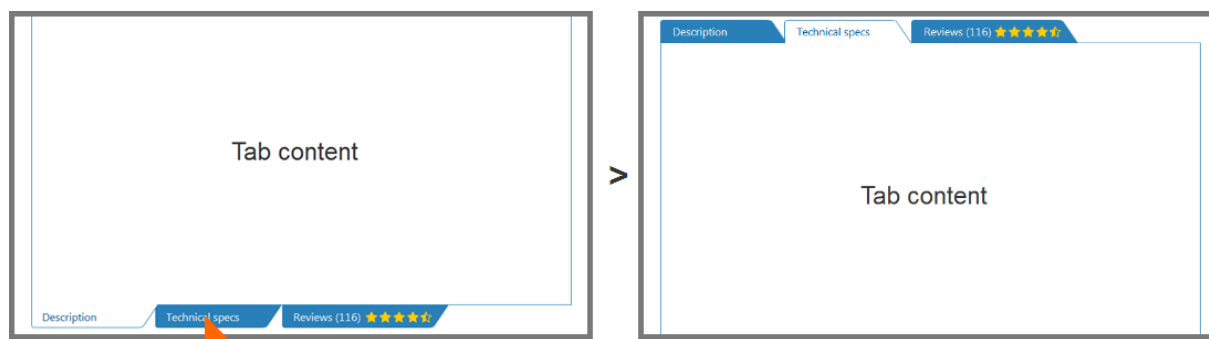 Tab content
Description
Technical specs
Reviews (116)
>
Description
Technical specs
Reviews (116)
Tab content